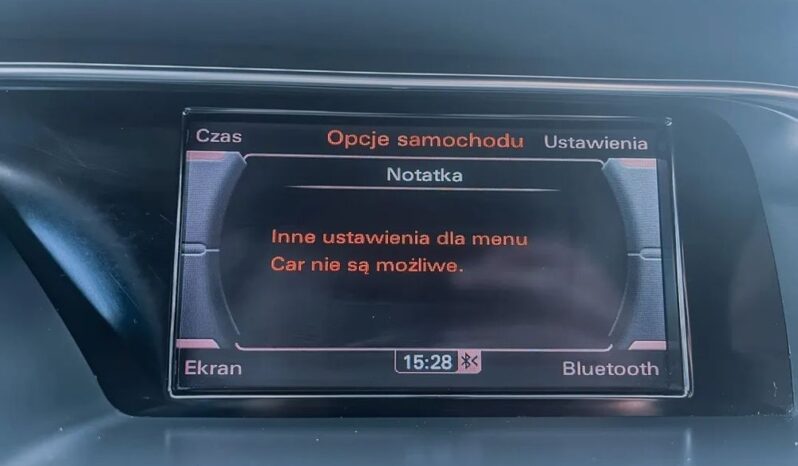 Czas
Opcje samochodu
Ustawienia
Notatka
Inne ustawienia dla menu
Car nie są możliwe.
Ekran
15:28
Bluetooth